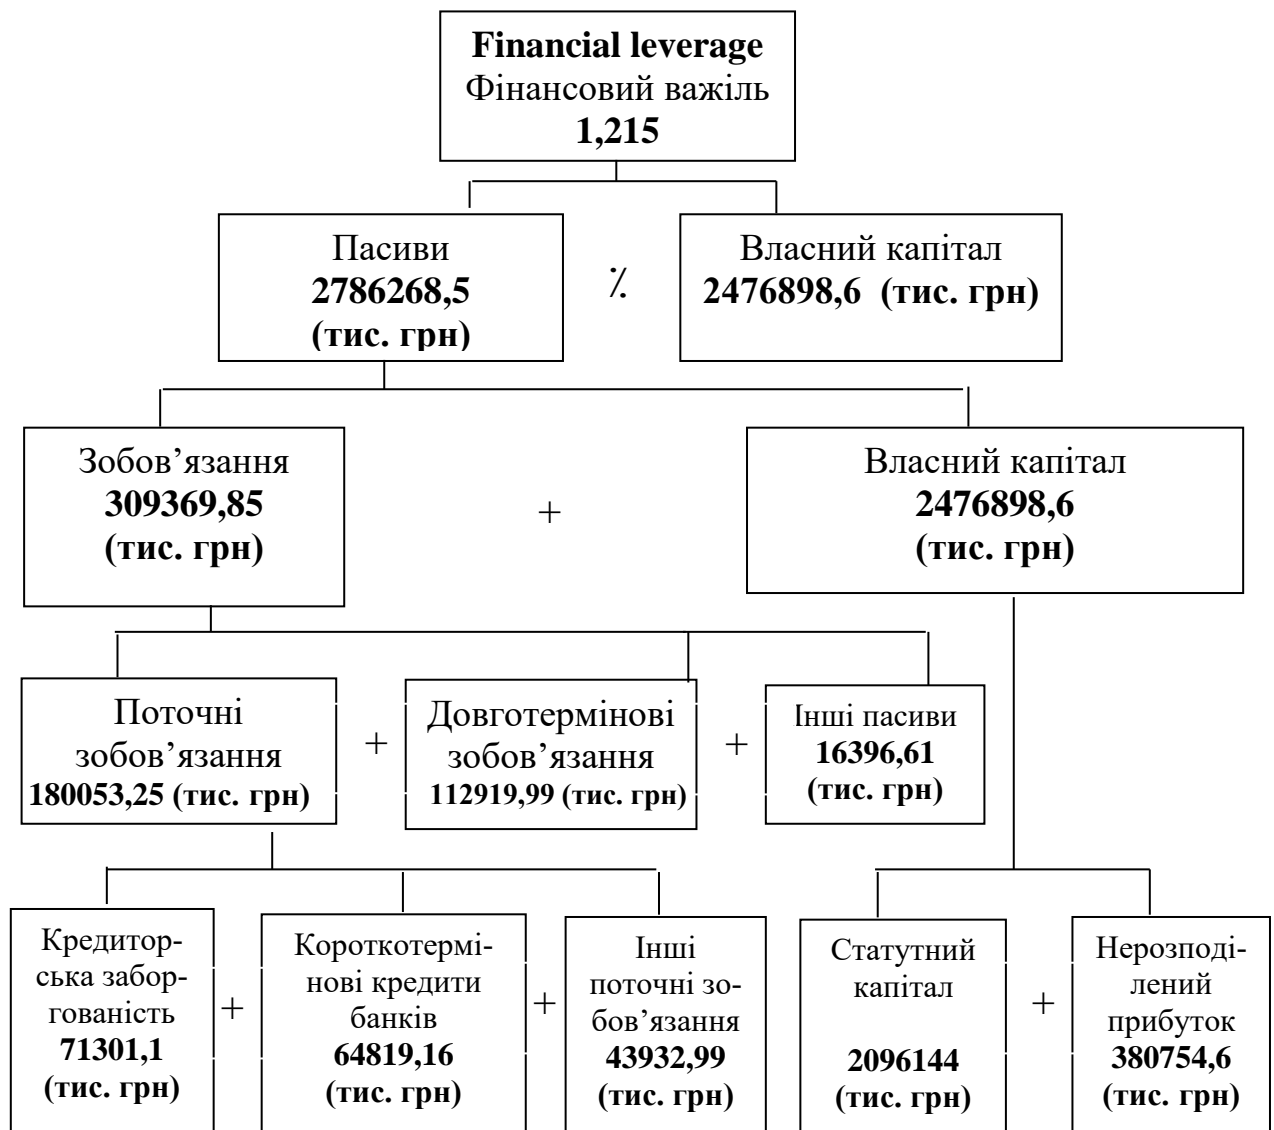 Financial leverage
Фінансовий важіль
1,215
Пасиви
2786268,5
(тис. грн)
٪
Власний капітал
2476898,6 (тис. грн)
Зобов’язання
309369,85
(тис. грн)
+
Власний капітал
2476898,6
(тис. грн)
Поточні
зобов’язання
180053,25 (тис. грн)
+
Довготермінові
зобов’язання
112919,99 (тис. грн)
+
Інші пасиви
16396,61
(тис. грн)
Кредитор-
ська забор-
гованість
71301,1
(тис. грн)
+
Короткотермі-
нові кредити
банків
64819,16
(тис. грн)
+
Інші
поточні зо-
бов’язання
43932,99
(тис. грн)
Статутний
капітал
2096144
(тис. грн)
+
Нерозподі-
лений
прибуток
380754,6
(тис. грн)